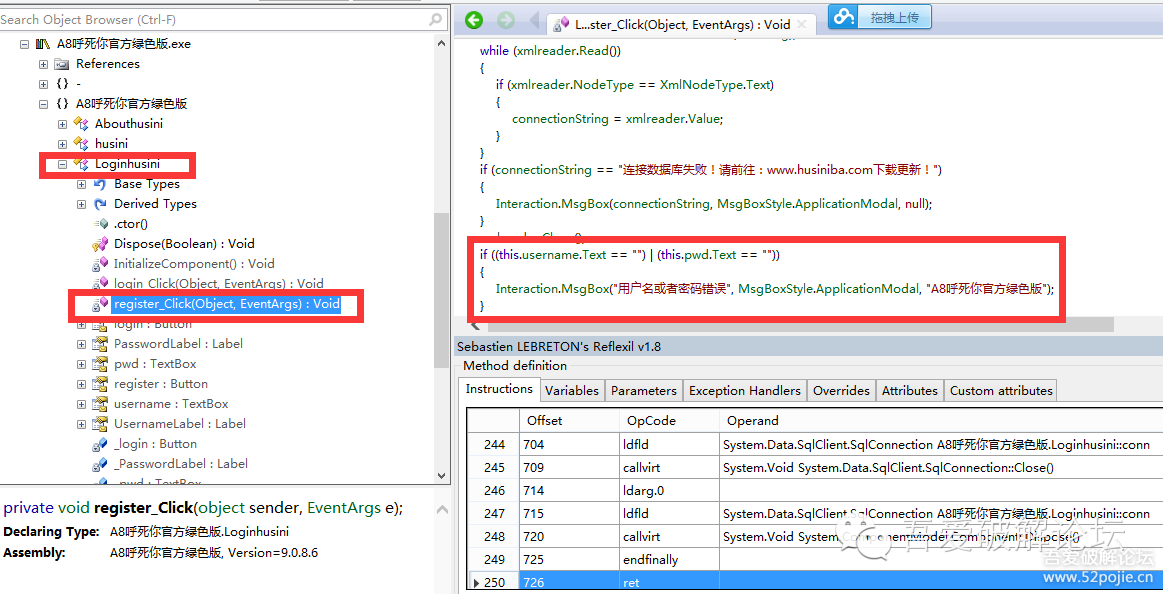 Search Object Browser (Ctrl-F)
A8呼死你官方绿色版.exe
References
{ } -
{ } A8呼死你官方绿色版
Abouthusini
husini
Loginhusini
Base Types
Derived Types
.ctor()
Dispose(Boolean) : Void
InitializeComponent() : Void
login_Click(Object, EventArgs) : Void
register_Click(Object, EventArgs) : Void
login : Button
PasswordLabel : Label
pwd : TextBox
register : Button
username : TextBox
UsernameLabel : Label
_login : Button
_PasswordLabel : Label
_pwd : TextBox
private void register_Click(object sender, EventArgs e);
Declaring Type: A8呼死你官方绿色版.Loginhusini
Assembly: A8呼死你官方绿色版, Version=9.0.8.6
L...ster_Click(Object, EventArgs) : Void
拖拽上传
while (xmlreader.Read())
{
if (xmlreader.NodeType == XmlNodeType.Text)
{
connectionString = xmlreader.Value;
}
}
if (connectionString == "连接数据库失败！请前往：www.husiniba.com下载更新！")
{
Interaction.MsgBox(connectionString, MsgBoxStyle.ApplicationModal, null);
}
if ((this.username.Text == "") | (this.pwd.Text == ""))
{
Interaction.MsgBox("用户名或者密码错误", MsgBoxStyle.ApplicationModal, "A8呼死你官方绿色版");
}
Sebastien LEBRETON's Reflexil v1.8
Method definition
Instructions Variables Parameters Exception Handlers Overrides Attributes Custom attributes
Offset OpCode Operand
244 704 ldfld System.Data.SqlClient.SqlConnection A8呼死你官方绿色版.Loginhusini::conn
245 709 callvirt System.Void System.Data.SqlClient.SqlConnection::Close()
246 714 ldarg.0
247 715 ldfld System.Data.SqlClient.SqlConnection A8呼死你官方绿色版.Loginhusini::conn
248 720 callvirt System.Void System.ComponentModel.Component::Dispose()
249 725 endfinally
250 726 ret
吾爱破解论坛
吾爱破解论坛
www.52pojie.cn